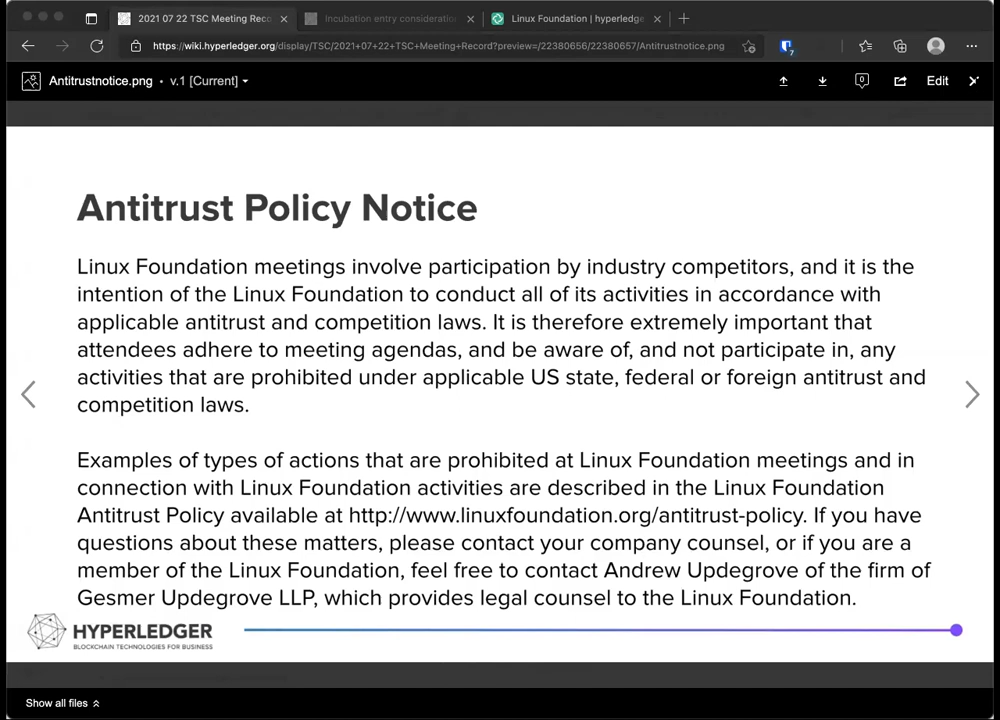 2021 07 22 TSC Meeting Reco
Incubation entry consideratio
Linux Foundation | hyperledge
https://wiki.hyperledger.org/display/TSC/2021+07+22+TSC+Meeting+Record?preview=/22380656/22380657/Antitrustnotice.png
7
Antitrustnotice.png • v.1 [Current]
0
Edit
Antitrust Policy Notice
Linux Foundation meetings involve participation by industry competitors, and it is the
intention of the Linux Foundation to conduct all of its activities in accordance with
applicable antitrust and competition laws. It is therefore extremely important that
attendees adhere to meeting agendas, and be aware of, and not participate in, any
activities that are prohibited under applicable US state, federal or foreign antitrust and
competition laws.
Examples of types of actions that are prohibited at Linux Foundation meetings and in
connection with Linux Foundation activities are described in the Linux Foundation
Antitrust Policy available at http://www.linuxfoundation.org/antitrust-policy. If you have
questions about these matters, please contact your company counsel, or if you are a
member of the Linux Foundation, feel free to contact Andrew Updegrove of the firm of
Gesmer Updegrove LLP, which provides legal counsel to the Linux Foundation.
HYPERLEDGER
BLOCKCHAIN TECHNOLOGIES FOR BUSINESS
Show all files